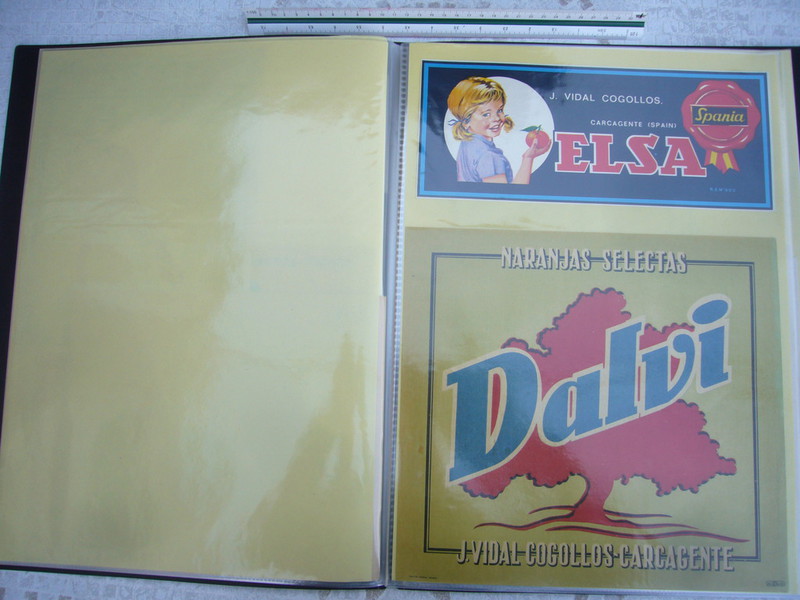 J. VIDAL COGOLLOS.
Spania
CARCAGENTE (SPAIN)
ELSA
NARANJAS SELECTAS
Dalvi
J.VIDAL COGOLLOS-CARCAGENTE